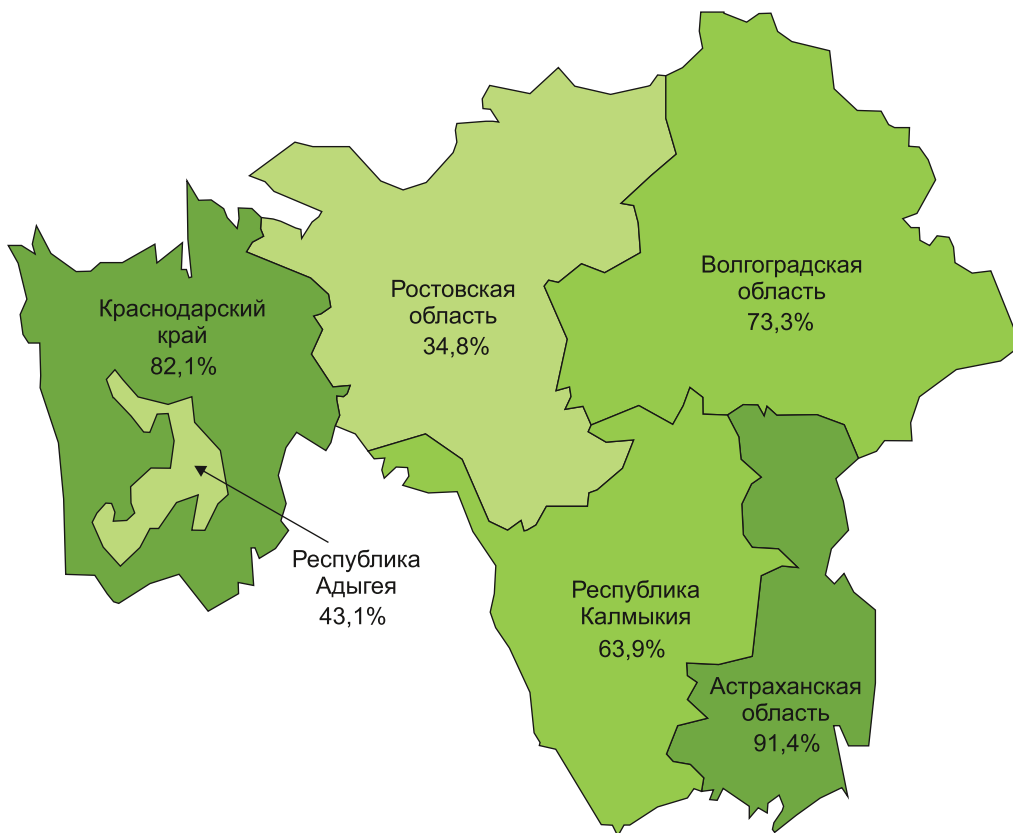 Волгоградская
область
73,3%
Ростовская
область
34,8%
Краснодарский
край
82,1%
Республика
Адыгея
43,1%
Республика
Калмыкия
63,9%
Астраханская
область
91,4%